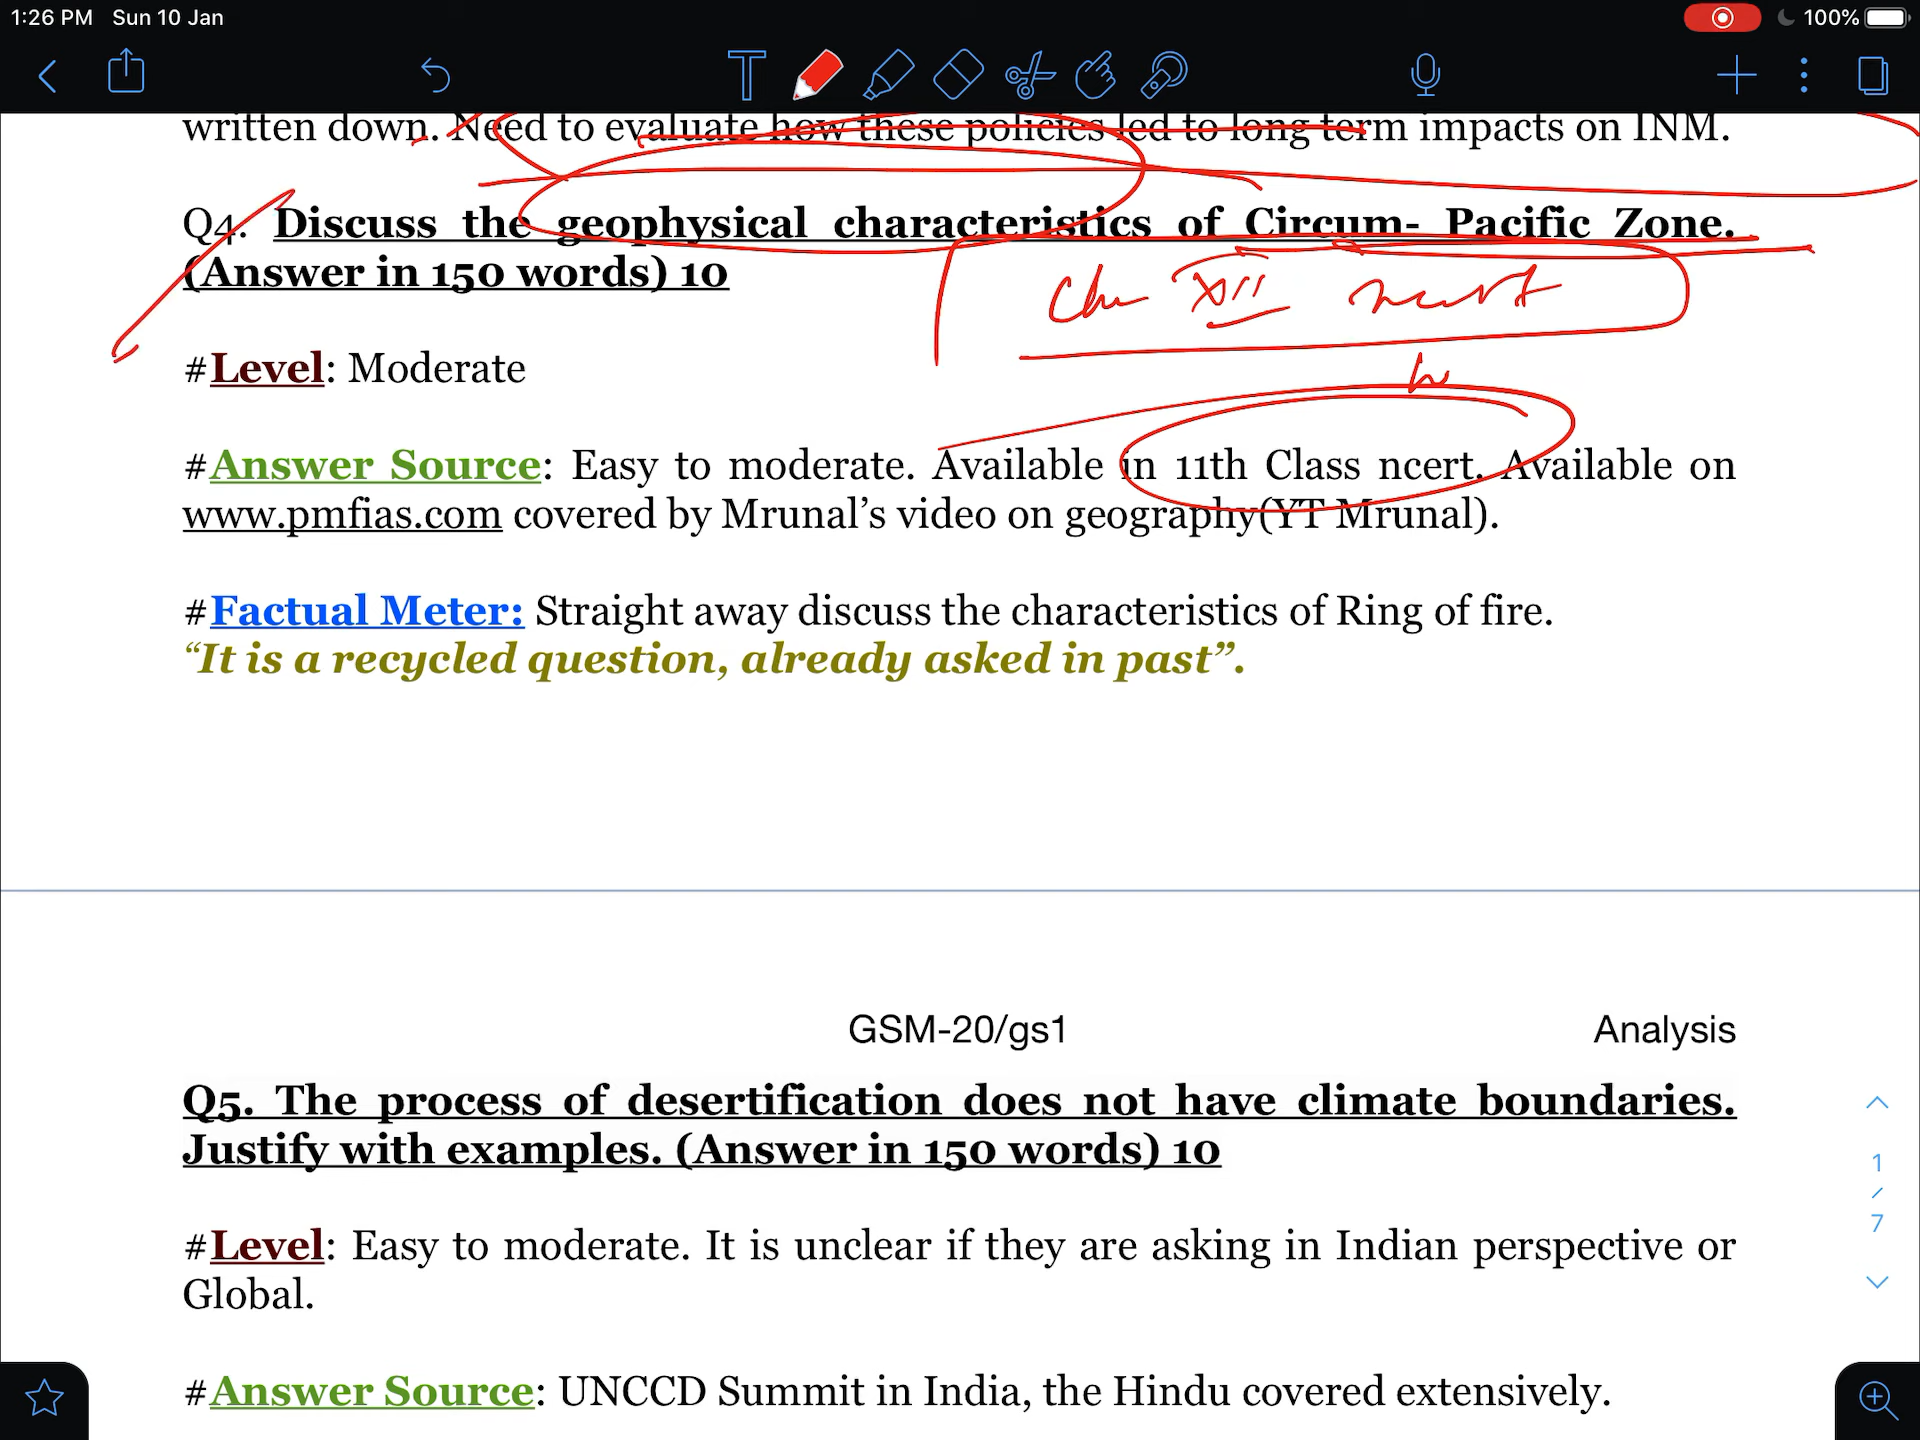 1:26 PM Sun 10 Jan 100%
written down. Need to evaluate how these policies led to long term impacts on INM.
Q4. Discuss the geophysical characteristics of Circum- Pacific Zone.
(Answer in 150 words) 10
XII ncert
#Level: Moderate
#Answer Source: Easy to moderate. Available in 11th Class ncert. Available on
www.pmfias.com covered by Mrunal’s video on geography(YT Mrunal).
#Factual Meter: Straight away discuss the characteristics of Ring of fire.
“It is a recycled question, already asked in past”.
GSM-20/gs1 Analysis
Q5. The process of desertification does not have climate boundaries.
Justify with examples. (Answer in 150 words) 10
1
/
7
#Level: Easy to moderate. It is unclear if they are asking in Indian perspective or
Global.
#Answer Source: UNCCD Summit in India, the Hindu covered extensively.